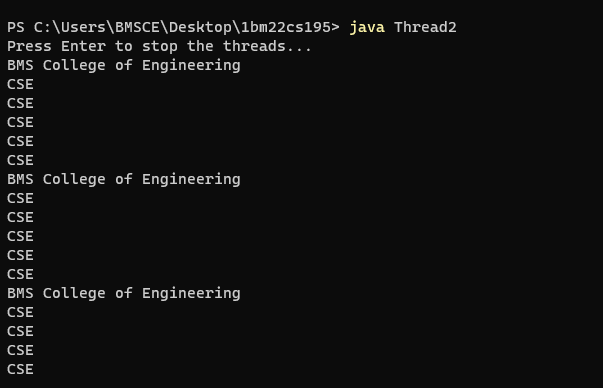 PS C:\Users\BMSCE\Desktop\1bm22cs195> java Thread2
Press Enter to stop the threads...
BMS College of Engineering
CSE
CSE
CSE
CSE
CSE
BMS College of Engineering
CSE
CSE
CSE
CSE
CSE
BMS College of Engineering
CSE
CSE
CSE
CSE